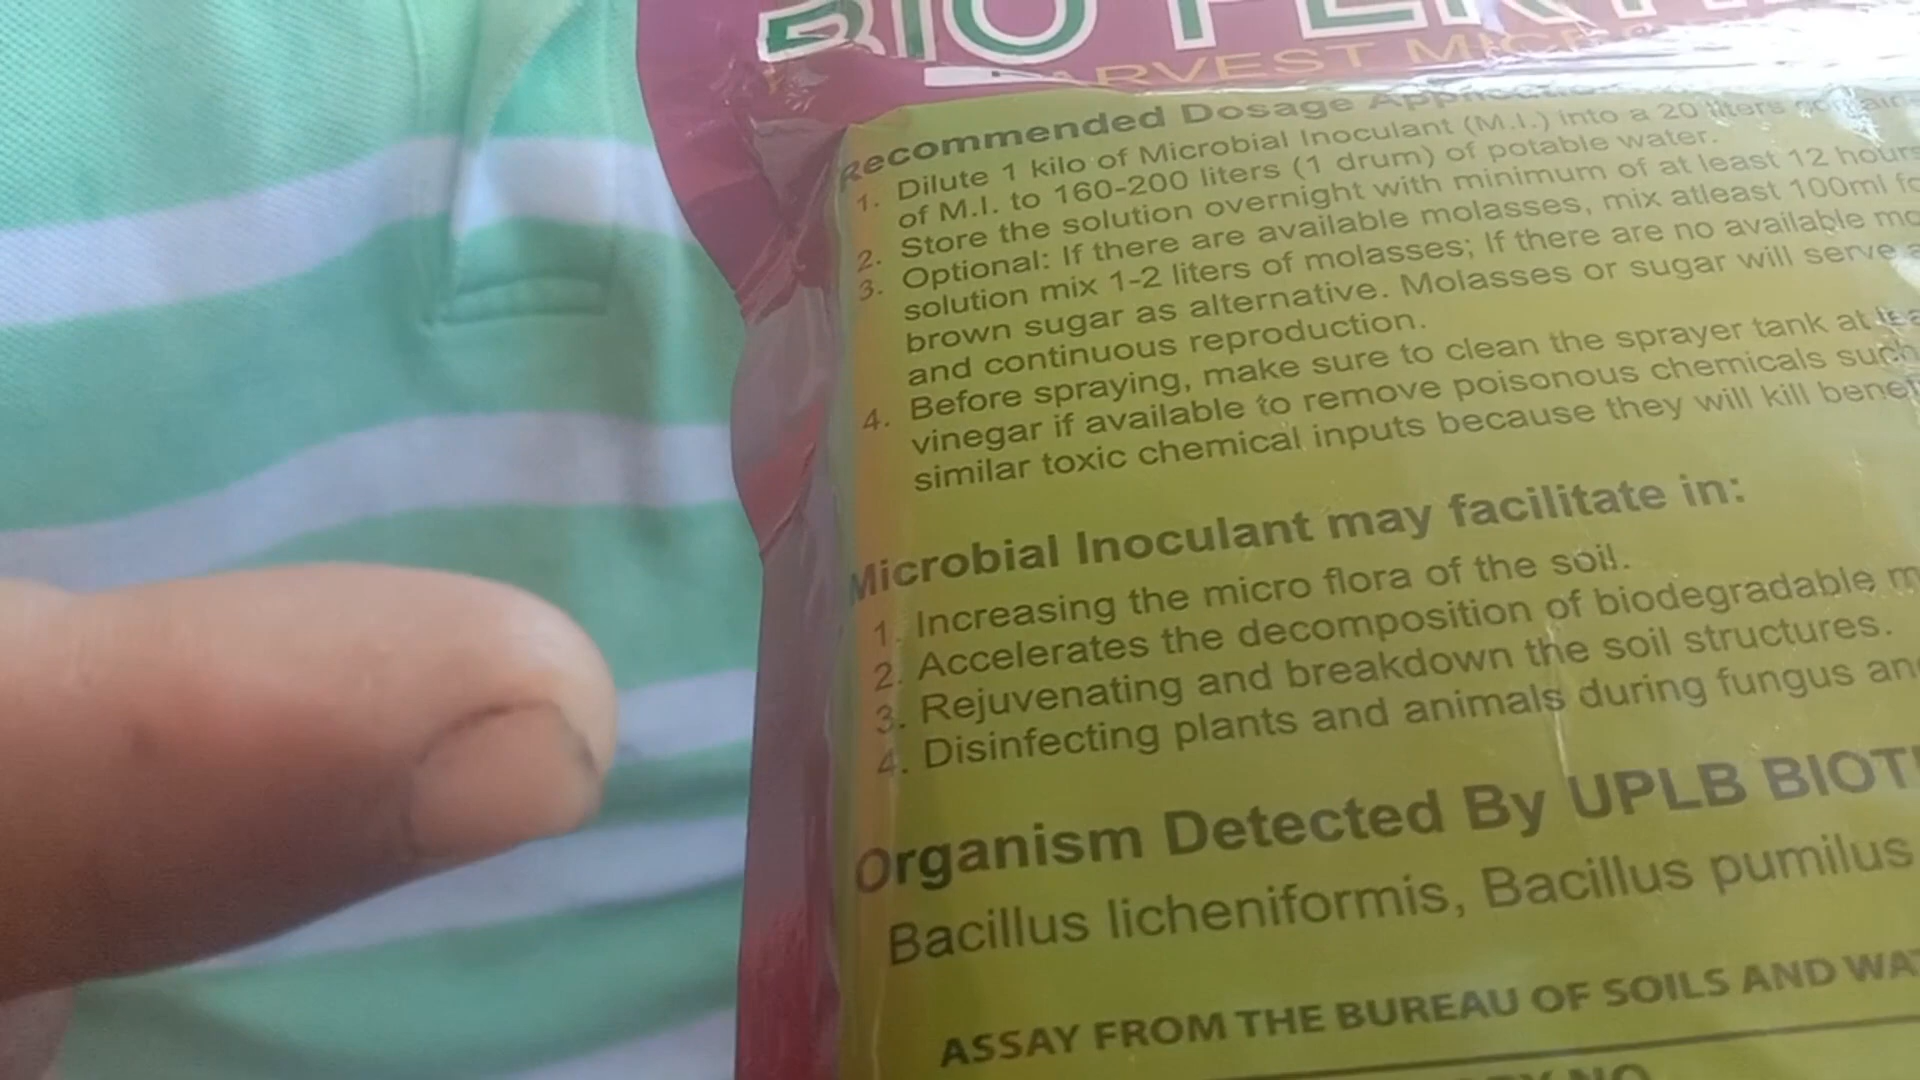 BIO FER
HARVEST MICR
Recommended Dosage
1. Dilute 1 kilo of Microbial Inoculant (M.I.) into a 20 liters
of M.I. to 160-200 liters (1 drum) of potable water.
2. Store the solution overnight with minimum of at least 12 hours
3. Optional: If there are available molasses, mix atleast 100ml
solution mix 1-2 liters of molasses; If there are no available
brown sugar as alternative. Molasses or sugar will serve
and continuous reproduction.
4. Before spraying, make sure to clean the sprayer tank at
vinegar if available to remove poisonous chemicals such
similar toxic chemical inputs because they will kill
Microbial Inoculant may facilitate in:
1. Increasing the micro flora of the soil.
2. Accelerates the decomposition of biodegradable
3. Rejuvenating and breakdown the soil structures.
4. Disinfecting plants and animals during fungus
Organism Detected By UPLB BIOT
Bacillus licheniformis, Bacillus pumilus
ASSAY FROM THE BUREAU OF SOILS AND
NO